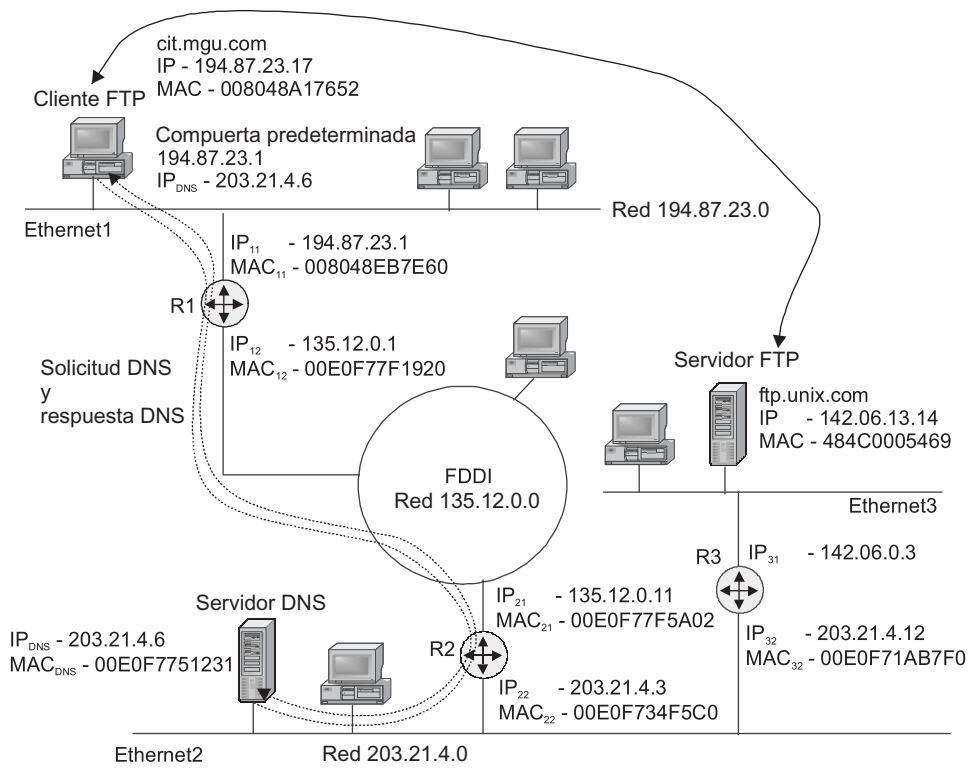 cit.mgu.com
IP - 194.87.23.17
MAC - 008048A17652
Cliente FTP
Compuerta predeterminada
194.87.23.1
IP_DNS - 203.21.4.6
Red 194.87.23.0
Ethernet1
IP₁₁ - 194.87.23.1
MAC₁₁ - 008048EB7E60
R1
IP₁₂ - 135.12.0.1
MAC₁₂ - 00E0F77F1920
Solicitud DNS
y
respuesta DNS
Servidor FTP
ftp.unix.com
IP - 142.06.13.14
MAC - 484C0005469
FDDI
Red 135.12.0.0
Ethernet3
R3
IP₃₁ - 142.06.0.3
IP₃₂ - 203.21.4.12
MAC₃₂ - 00E0F71AB7F0
IP₂₁ - 135.12.0.11
MAC₂₁ - 00E0F77F5A02
R2
IP₂₂ - 203.21.4.3
MAC₂₂ - 00E0F734F5C0
Servidor DNS
IP_DNS - 203.21.4.6
MAC_DNS - 00E0F7751231
Ethernet2
Red 203.21.4.0